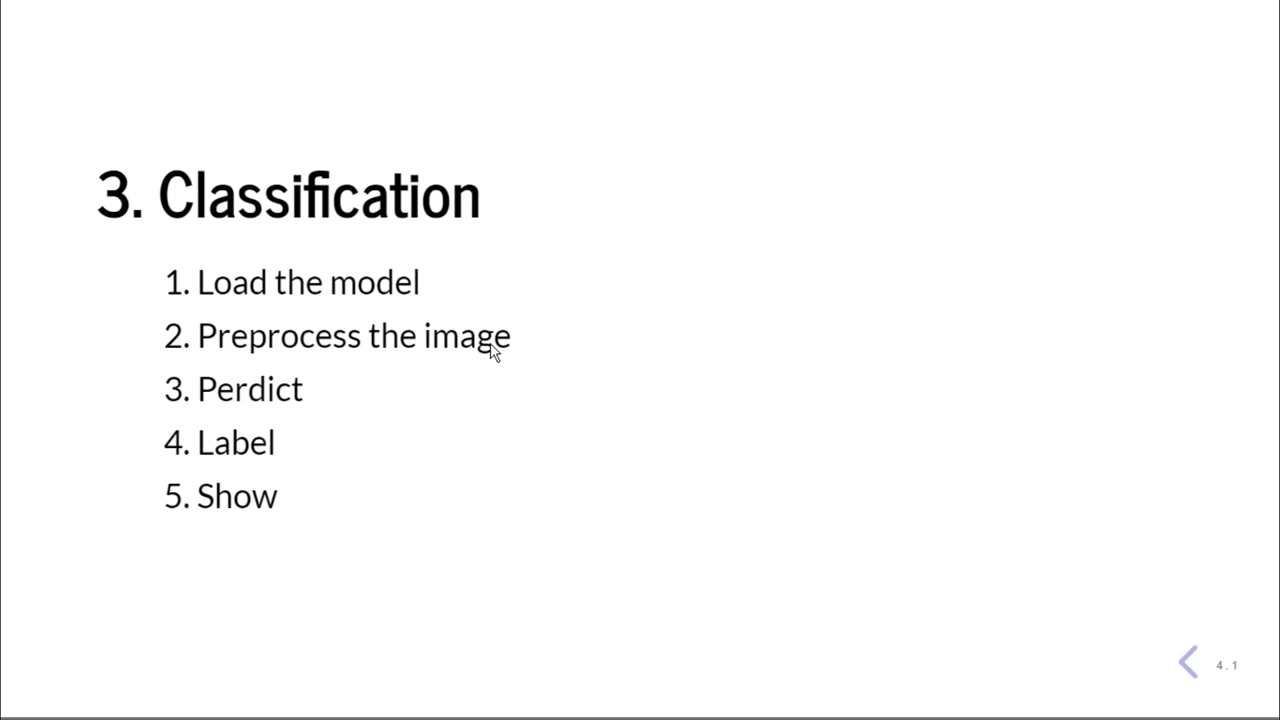 3. Classification
1. Load the model
2. Preprocess the image
3. Perdict
4. Label
5. Show
4.1